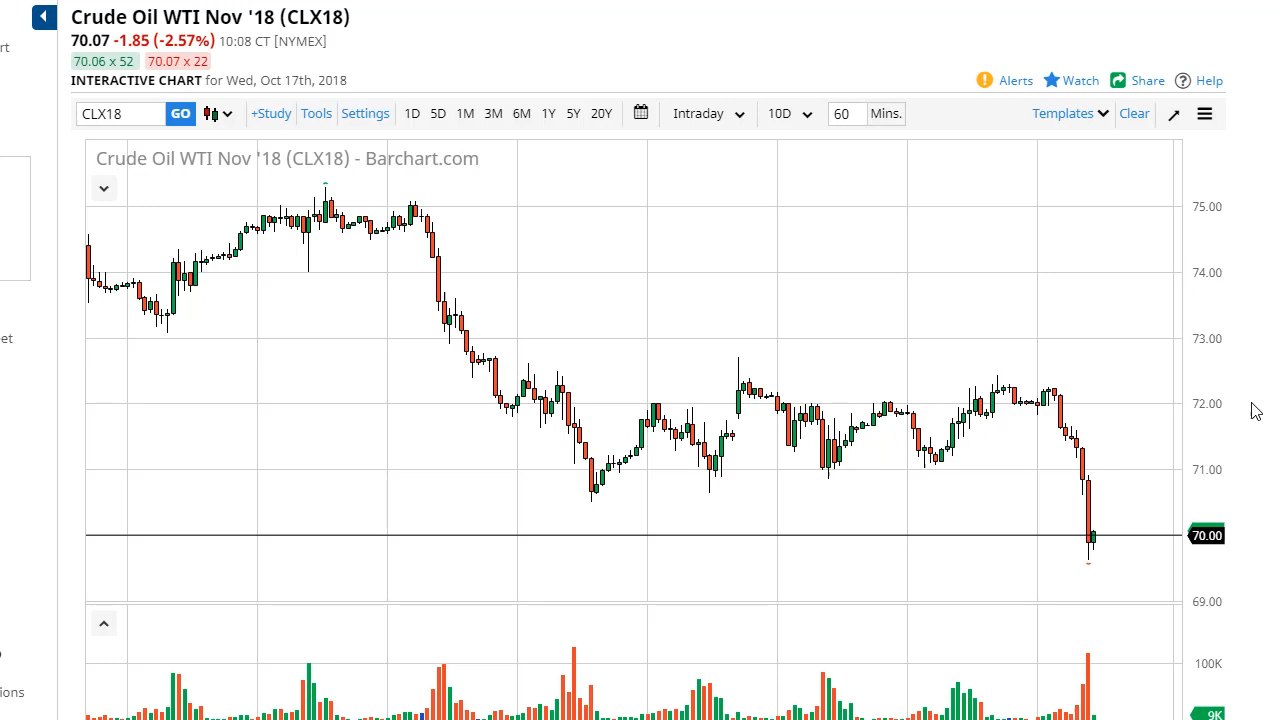 Crude Oil WTI Nov '18 (CLX18)
rt
70.07 -1.85 (-2.57%) 10:08 CT [NYMEX]
70.06 x 52 70.07 x 22
INTERACTIVE CHART for Wed, Oct 17th, 2018
Alerts Watch Share ? Help
CLX18 GO +Study Tools Settings 1D 5D 1M 3M 6M 1Y 5Y 20Y Intraday 10D 60 Mins. Templates Clear
Crude Oil WTI Nov '18 (CLX18) - Barchart.com
75.00
74.00
73.00
et
72.00
71.00
70.00
69.00
100K
ions
9K